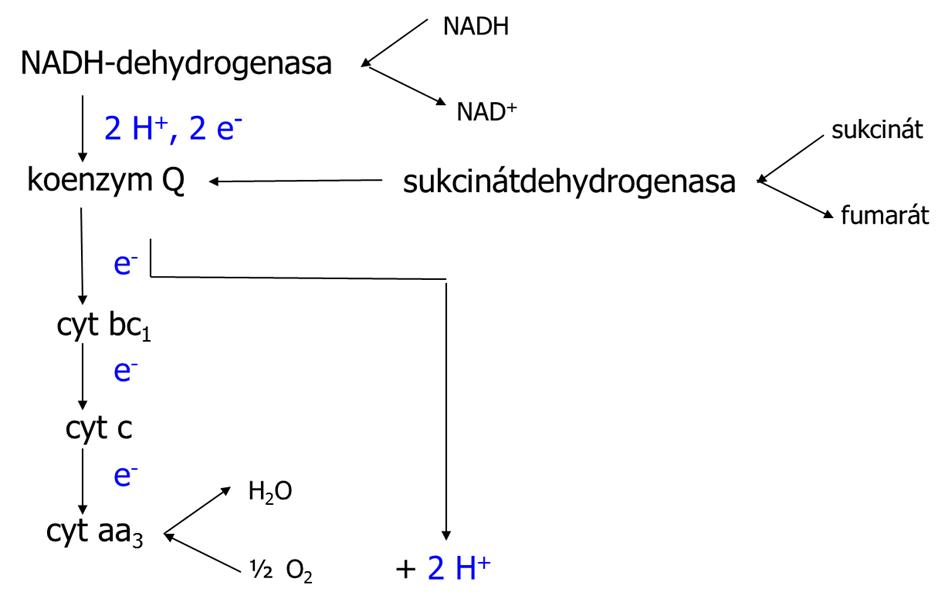 NADH
NADH-dehydrogenasa
NAD⁺
2 H⁺, 2 e⁻
sukcinát
koenzym Q
sukcinátdehydrogenasa
fumarát
e⁻
cyt bc₁
e⁻
cyt c
e⁻
H₂O
cyt aa₃
½ O₂
+ 2 H⁺